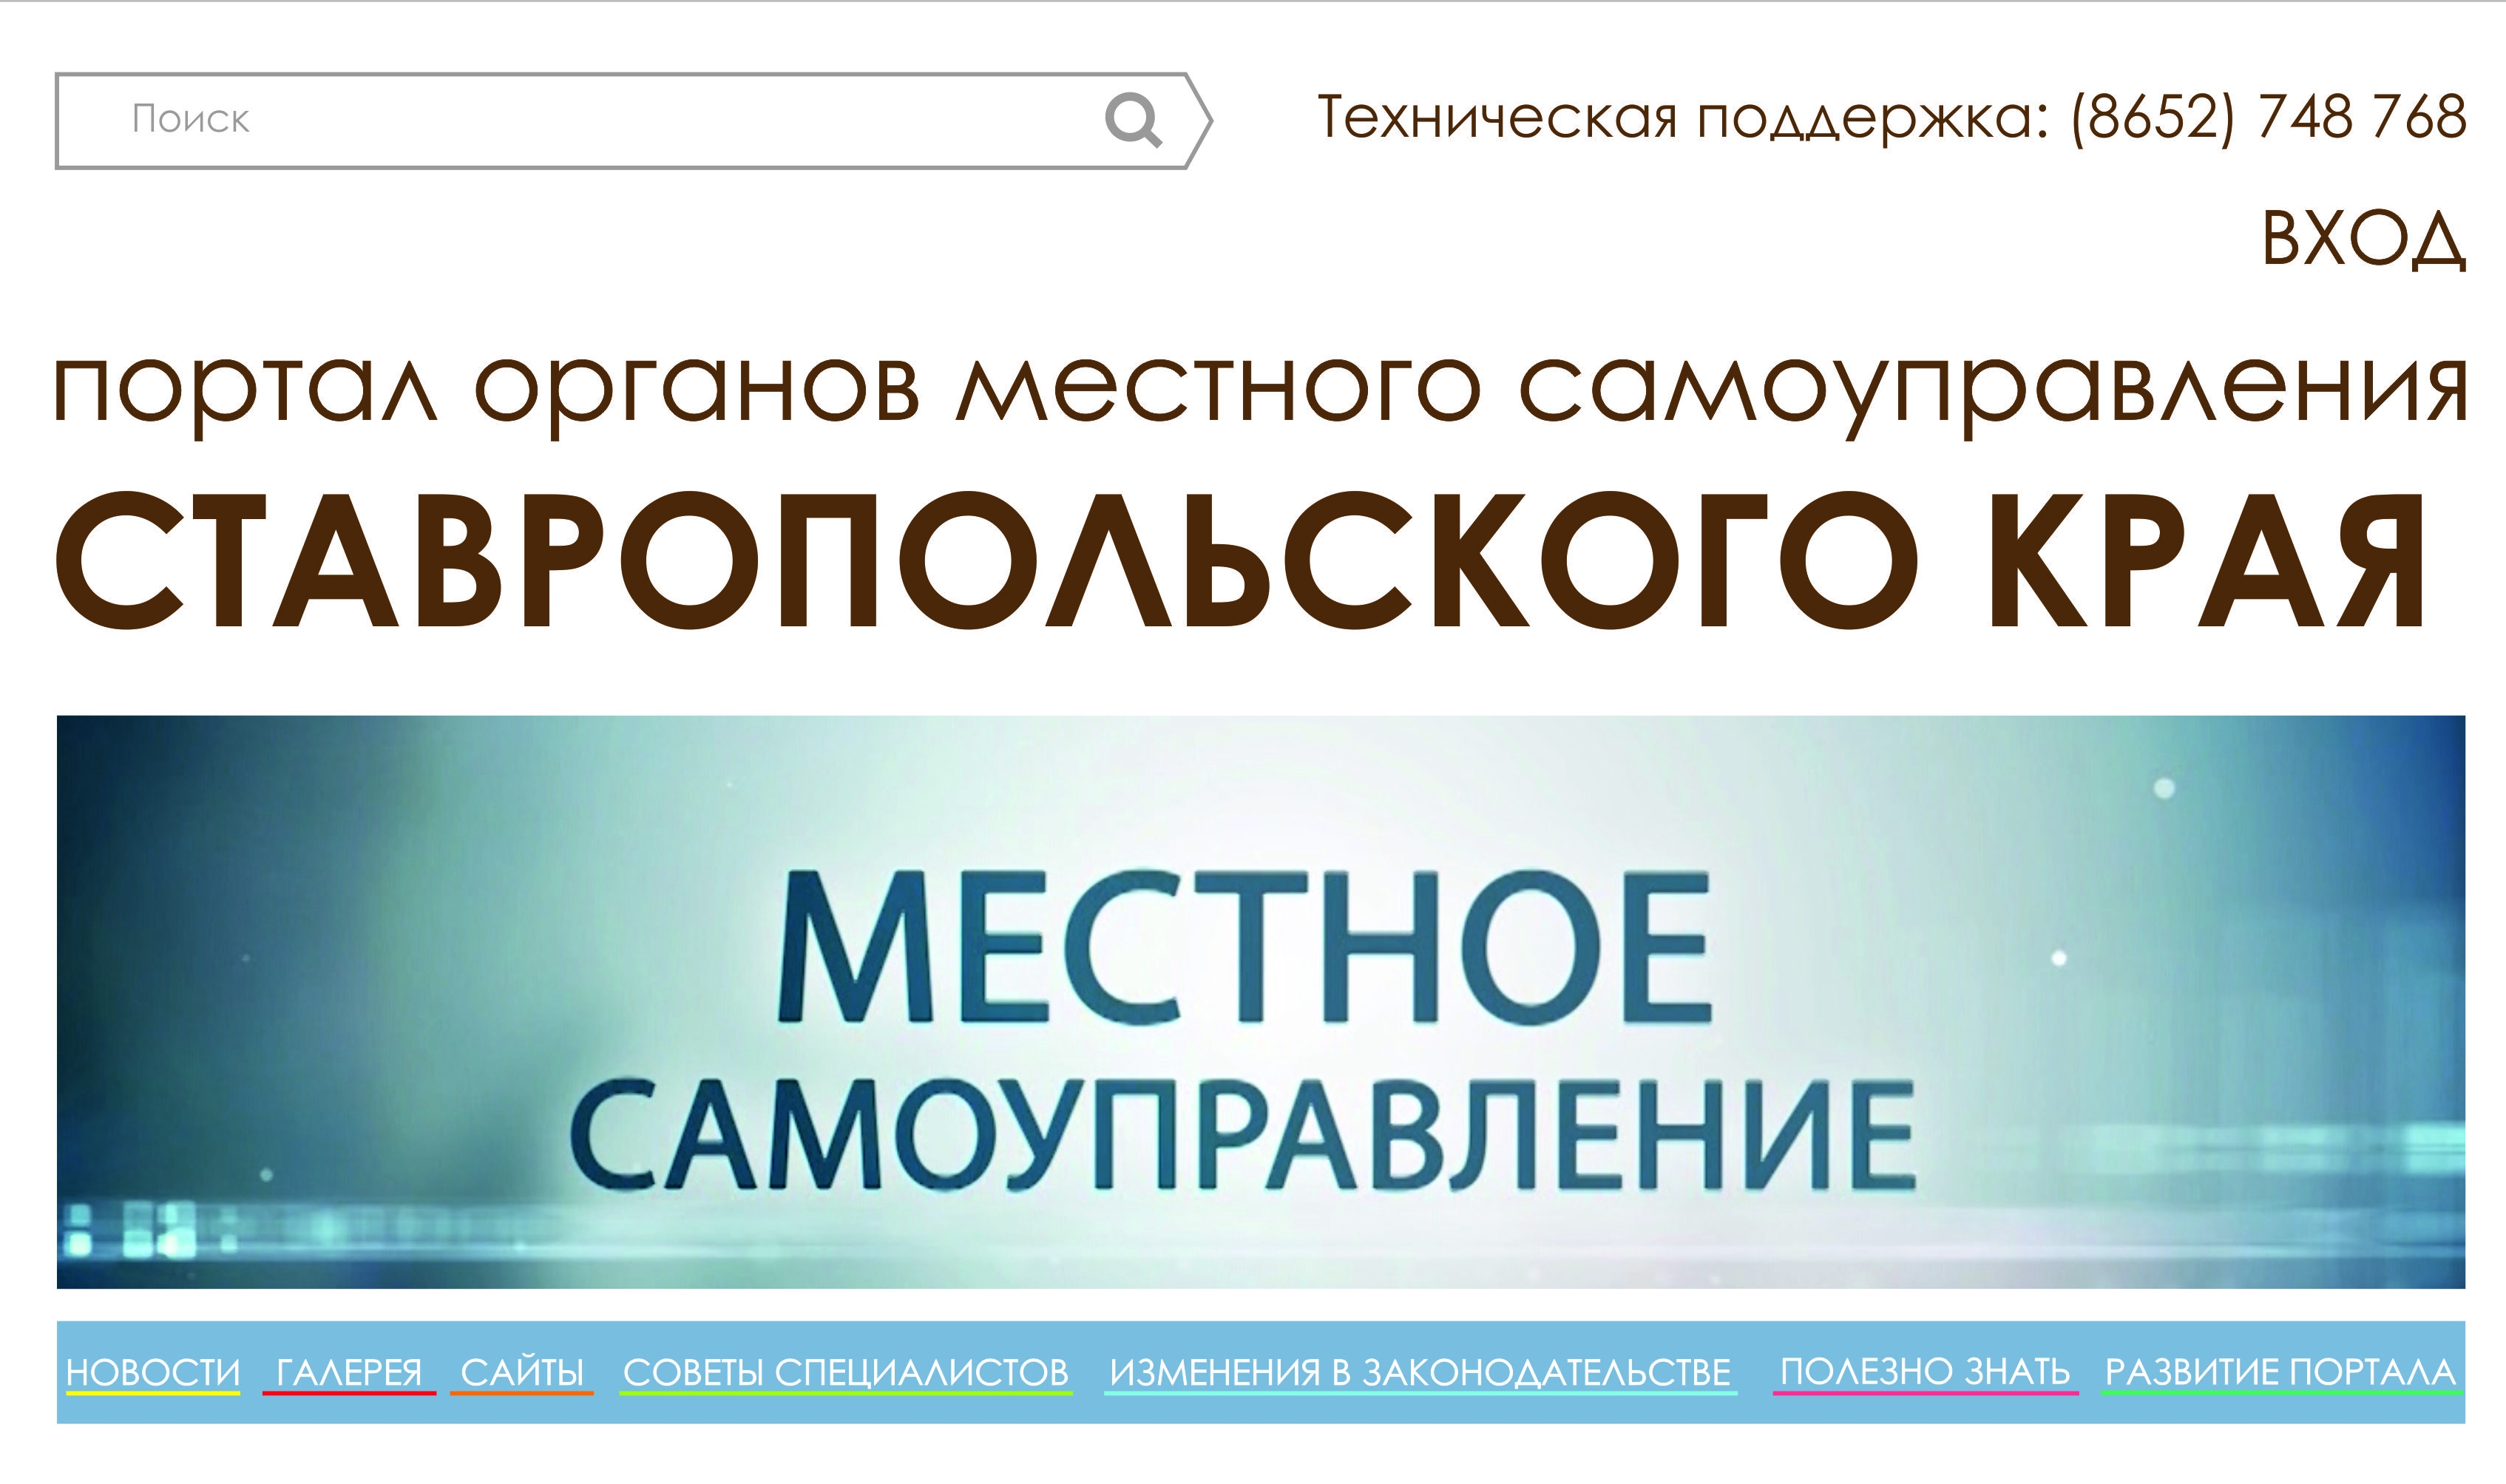 Поиск
Техническая поддержка: (8652) 748 768
ВХОД
портал органов местного самоуправления
СТАВРОПОЛЬСКОГО КРАЯ
МЕСТНОЕ
САМОУПРАВЛЕНИЕ
НОВОСТИ ГАЛЕРЕЯ САЙТЫ СОВЕТЫ СПЕЦИАЛИСТОВ ИЗМЕНЕНИЯ В ЗАКОНОДАТЕЛЬСТВЕ ПОЛЕЗНО ЗНАТЬ РАЗВИТИЕ ПОРТАЛА